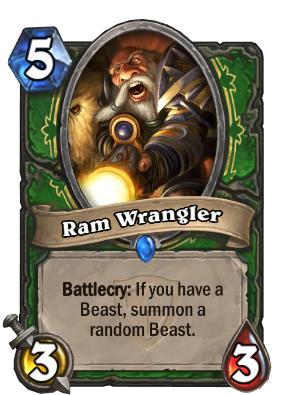 5
Ram Wrangler
Battlecry: If you have a
Beast, summon a
random Beast.
3 3